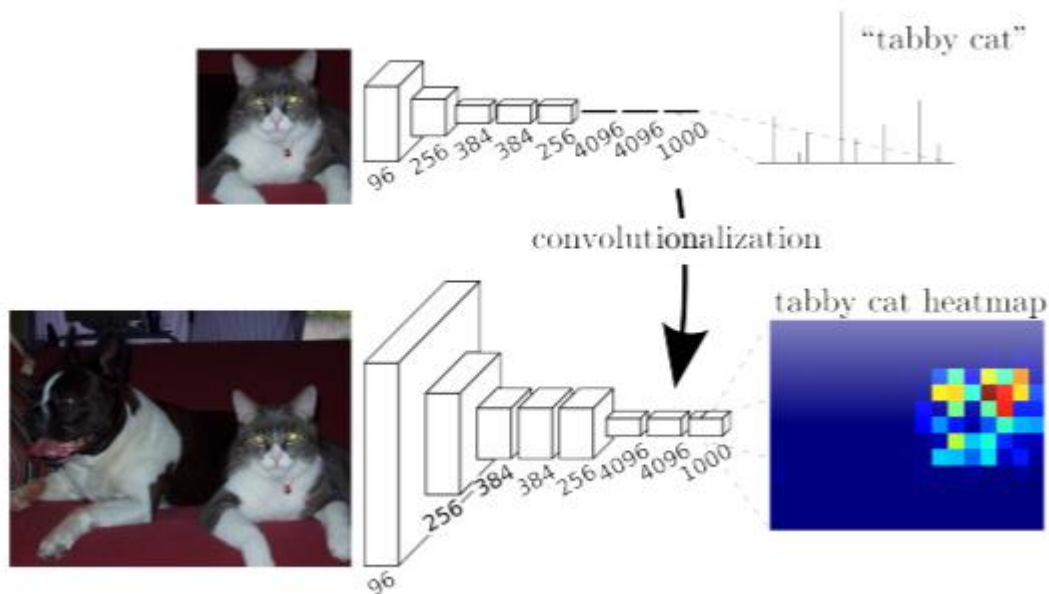 “tabby cat”
96 256 384 384 256 4096 4096 1000
convolutionalization
tabby cat heatmap
96 256 384 384 256 4096 4096 1000